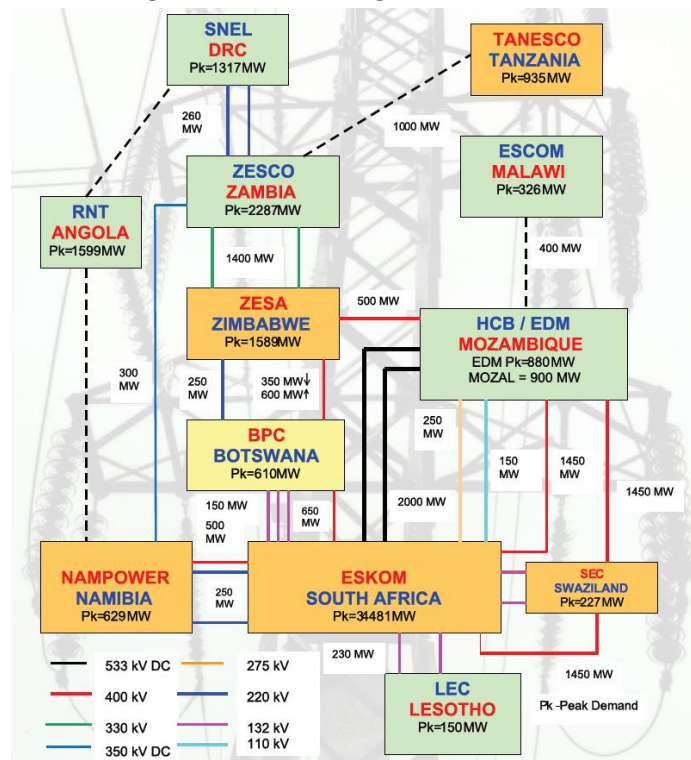 SNEL
DRC
Pk=1317MW
TANESCO
TANZANIA
Pk=935MW
260
MW
1000 MW
ZESCO
ZAMBIA
Pk=2287MW
ESCOM
MALAWI
Pk=326MW
RNT
ANGOLA
Pk=1599MW
1400 MW
400 MW
ZESA
ZIMBABWE
Pk=1589MW
500 MW
HCB / EDM
MOZAMBIQUE
EDM Pk=880MW
MOZAL = 900 MW
300
MW
250
MW
350 MW↓
600 MW↑
BPC
BOTSWANA
Pk=610MW
250
MW
150
MW
1450
MW
1450 MW
150 MW
500
MW
650
MW
2000 MW
NAMPOWER
NAMIBIA
Pk=629MW
250
MW
ESKOM
SOUTH AFRICA
Pk=34481MW
SEC
SWAZILAND
Pk=227MW
230 MW
1450 MW
LEC
LESOTHO
Pk=150MW
Pk -Peak Demand
533 kV DC
275 kV
400 kV
220 kV
330 kV
132 kV
350 kV DC
110 kV